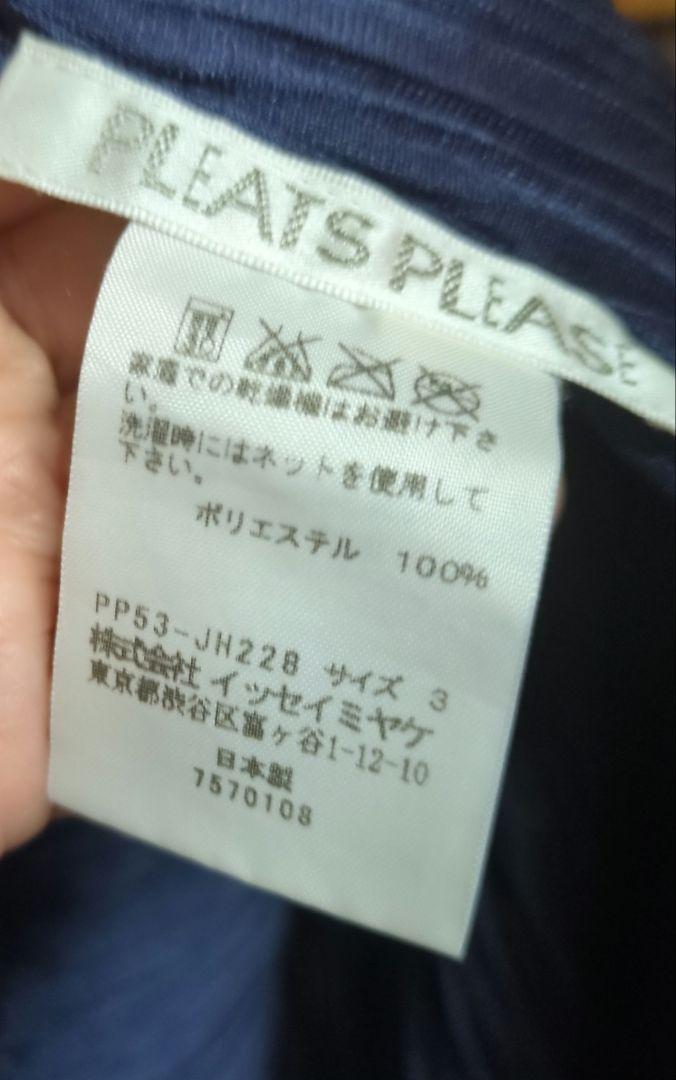 PLEATS PLEASE
家庭での乾燥機はお避け下さ
い。
洗濯時にはネットを使用して
下さい。
ポリエステル 100%
PP53-JH228 サイズ 3
株式会社 イッセイミヤケ
東京都渋谷区富ヶ谷1-12-10
日本製
7570108